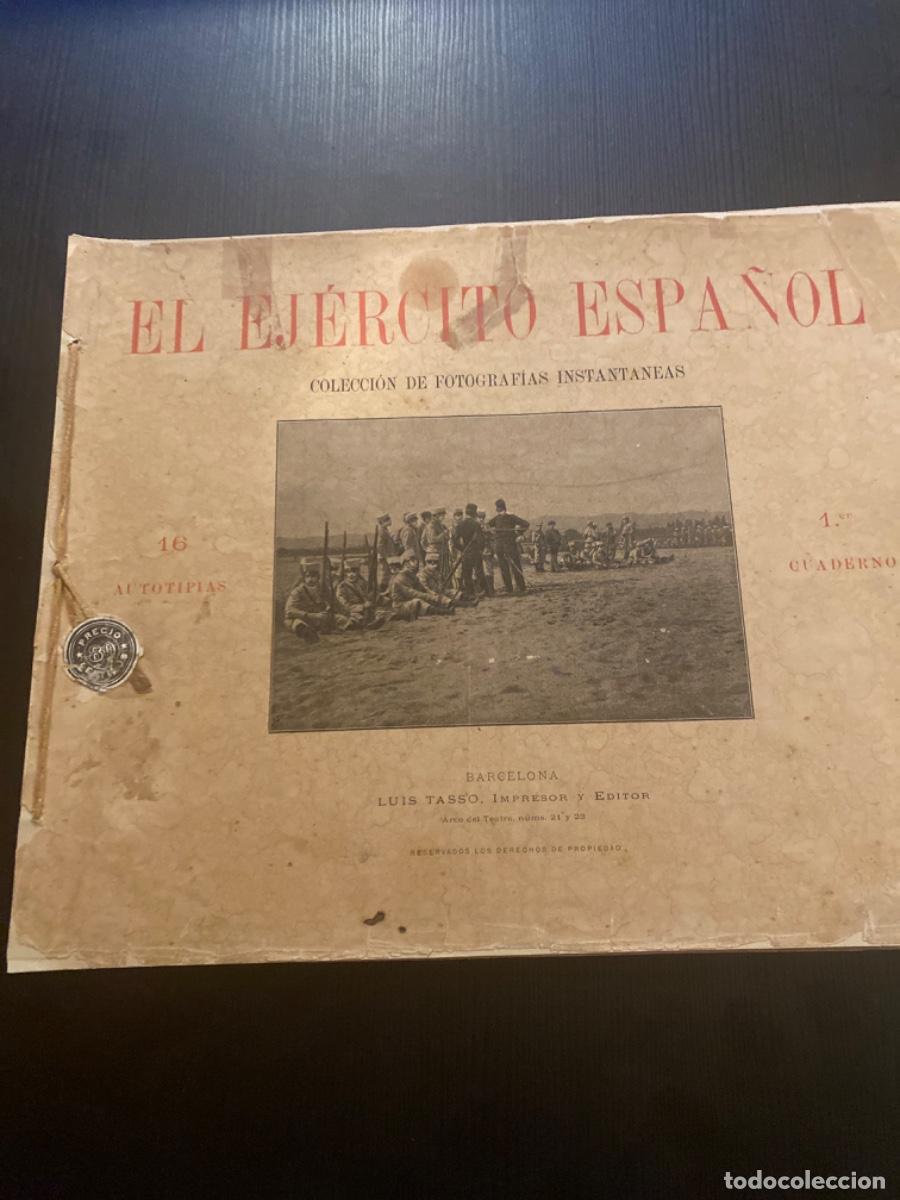 EL EJÉRCITO ESPAÑOL
COLECCIÓN DE FOTOGRAFÍAS INSTANTANEAS
16
AUTOTIPIAS
1.er
CUADERNO
PRECIO
BARCELONA
LUIS TASSO, IMPRESOR Y EDITOR
Arco del Teatro, núms. 21 y 23
RESERVADOS LOS DERECHOS DE PROPIEDAD
todocoleccion